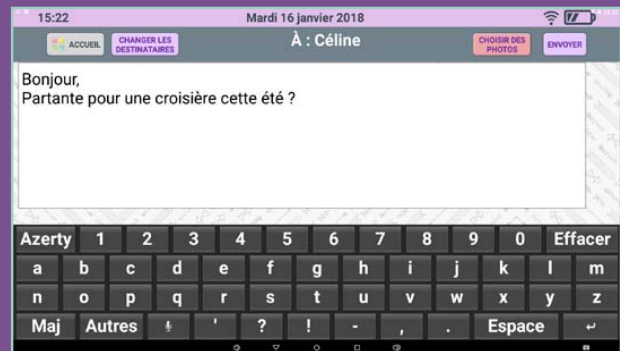 15:22 Mardi 16 janvier 2018
ACCUEIL CHANGER LES DESTINATAIRES À : Céline CHOISIR DES PHOTOS ENVOYER
Bonjour,
Partante pour une croisière cette été ?
Azerty 1 2 3 4 5 6 7 8 9 0 Effacer
a b c d e f g h i j k l m
n o p q r s t u v w x y z
Maj Autres ' ? ! - , . Espace